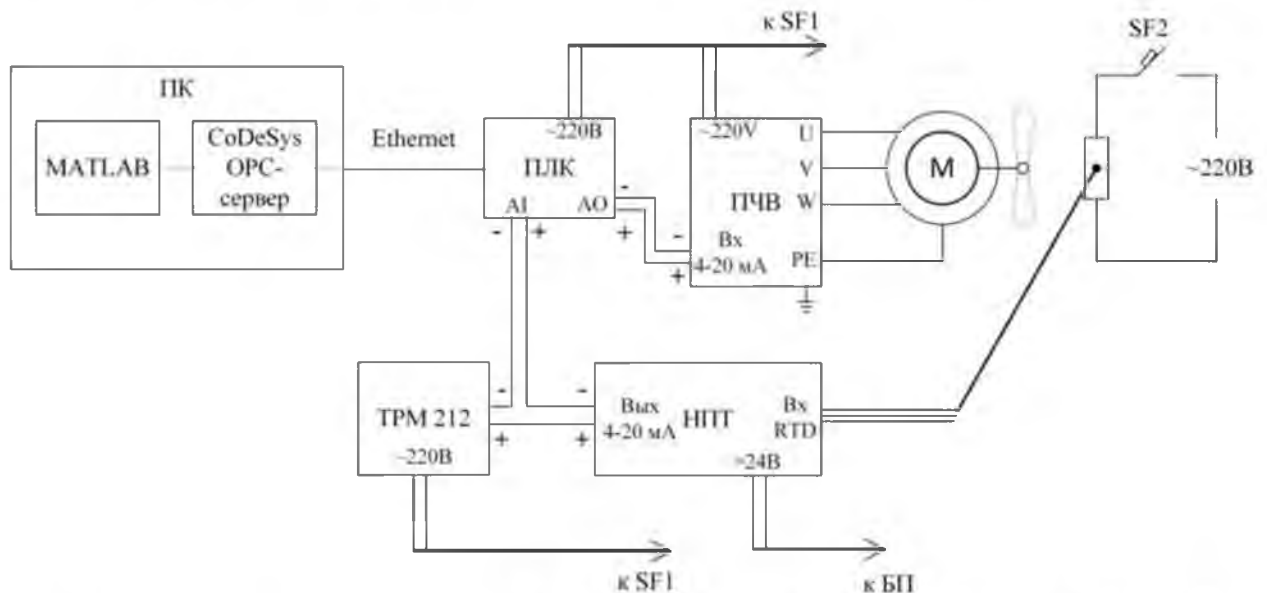 к SF1
SF2
ПК
MATLAB
CoDeSys
OPC-
сервер
Ethernet
~220В
ПЛК
AI
AO
-
+
-
+
~220V
ПЧВ
Вх
4-20 мА
-
+
U
V
W
PE
М
~220В
ТРМ 212
~220В
-
+
-
+
Вых
4-20 мА
НПТ
Вх
RTD
=24В
к SF1
к БП